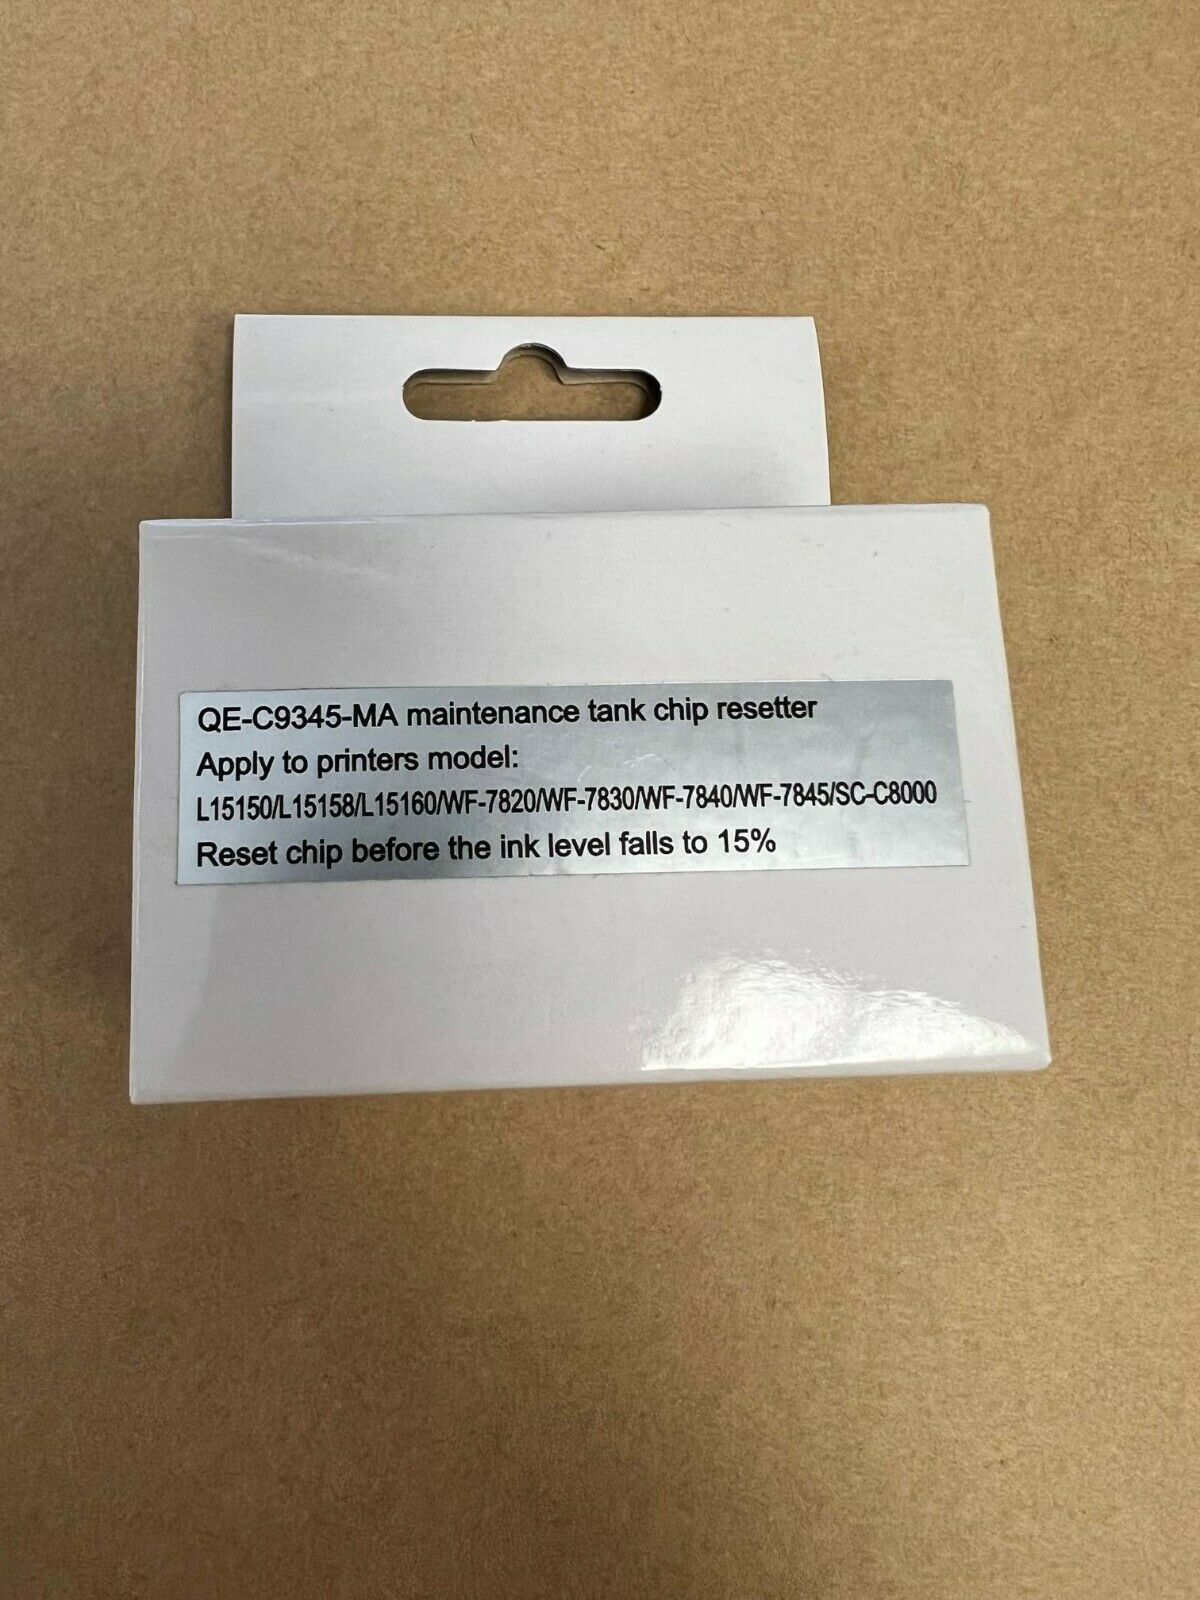 QE-C9345-MA maintenance tank chip resetter
Apply to printers model:
L15150/L15158/L15160/WF-7820/WF-7830/WF-7840/WF-7845/SC-C8000
Reset chip before the ink level falls to 15%